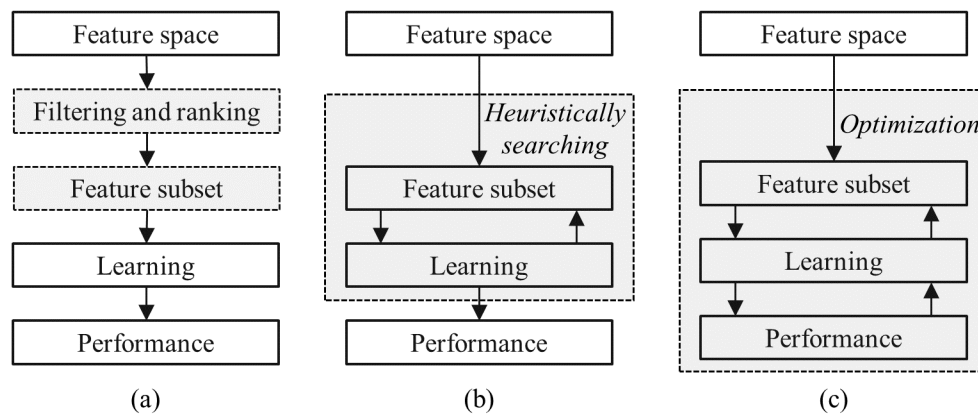 Feature space
Filtering and ranking
Feature subset
Learning
Performance
(a)
Feature space
Heuristically
searching
Feature subset
Learning
Performance
(b)
Feature space
Optimization
Feature subset
Learning
Performance
(c)